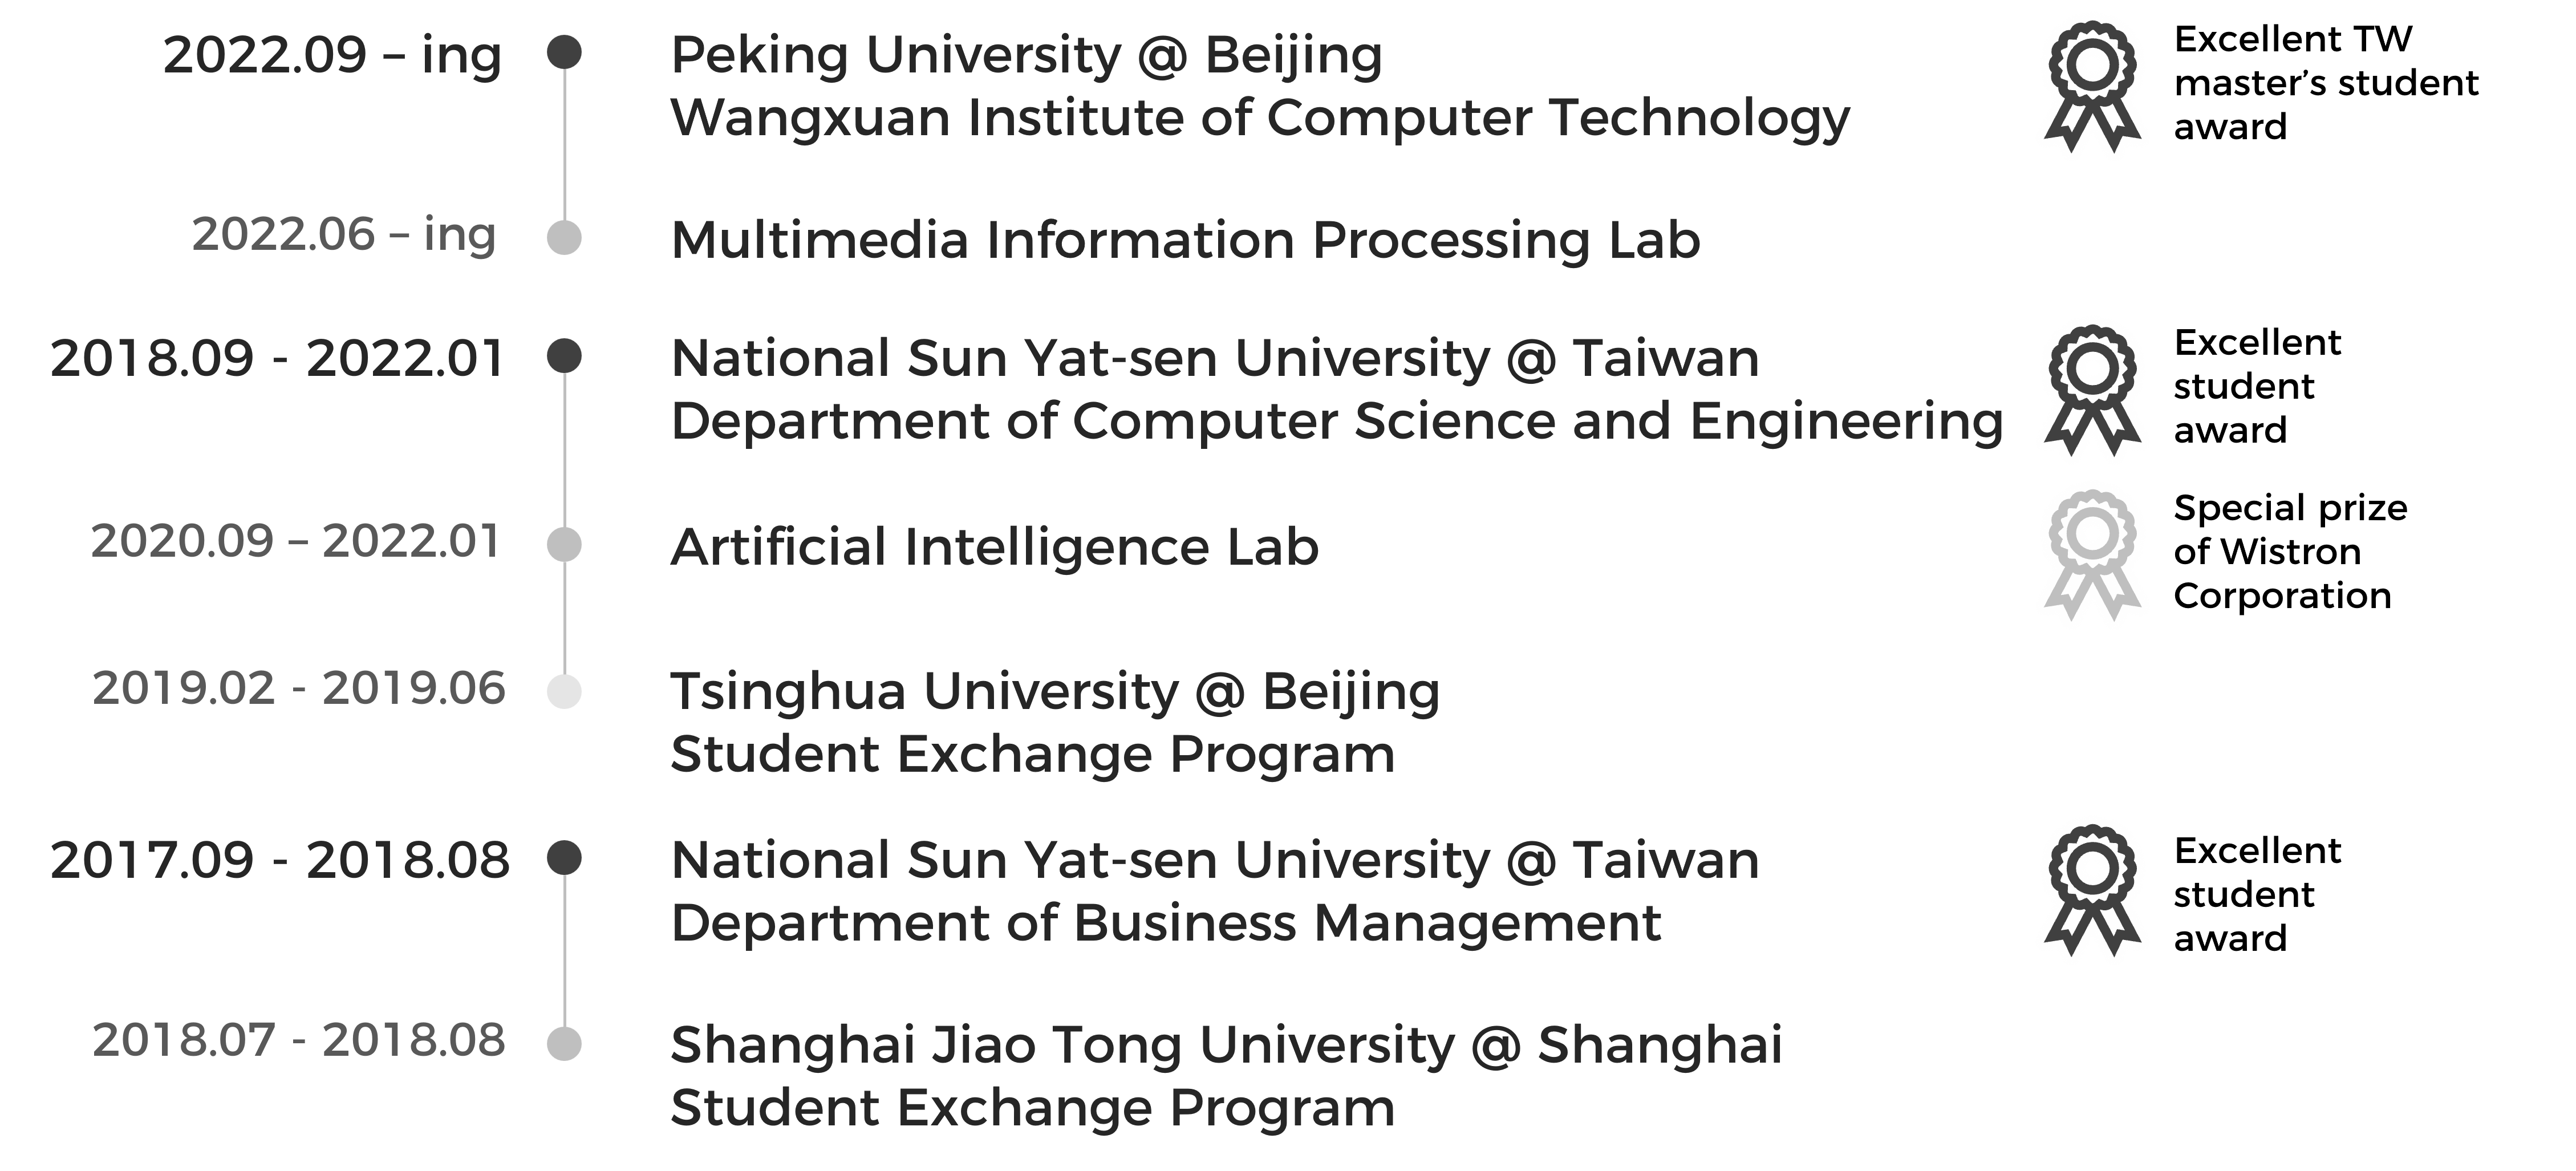 2022.09 – ing
Peking University @ Beijing
Wangxuan Institute of Computer Technology
Excellent TW
master’s student
award
2022.06 – ing
Multimedia Information Processing Lab
2018.09 - 2022.01
National Sun Yat-sen University @ Taiwan
Department of Computer Science and Engineering
Excellent
student
award
2020.09 – 2022.01
Artificial Intelligence Lab
Special prize
of Wistron
Corporation
2019.02 - 2019.06
Tsinghua University @ Beijing
Student Exchange Program
2017.09 - 2018.08
National Sun Yat-sen University @ Taiwan
Department of Business Management
Excellent
student
award
2018.07 - 2018.08
Shanghai Jiao Tong University @ Shanghai
Student Exchange Program